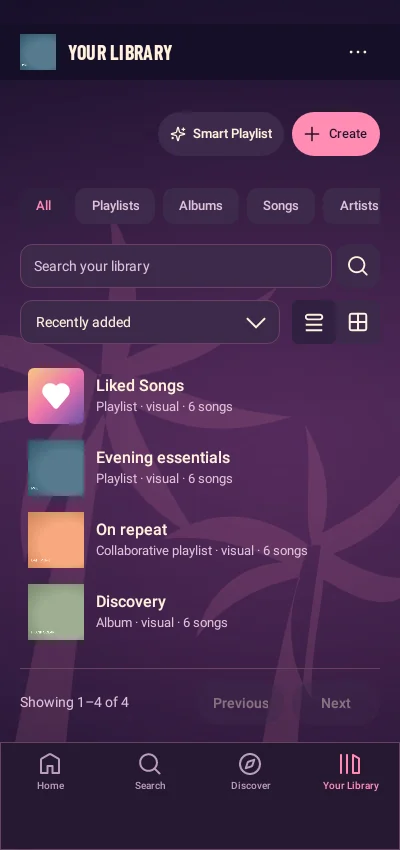 YOUR LIBRARY
Smart Playlist
Create
All
Playlists
Albums
Songs
Artists
Search your library
Recently added
Liked Songs
Playlist · visual · 6 songs
Evening essentials
Playlist · visual · 6 songs
On repeat
Collaborative playlist · visual · 6 songs
Discovery
Album · visual · 6 songs
Showing 1–4 of 4
Previous
Next
Home
Search
Discover
Your Library